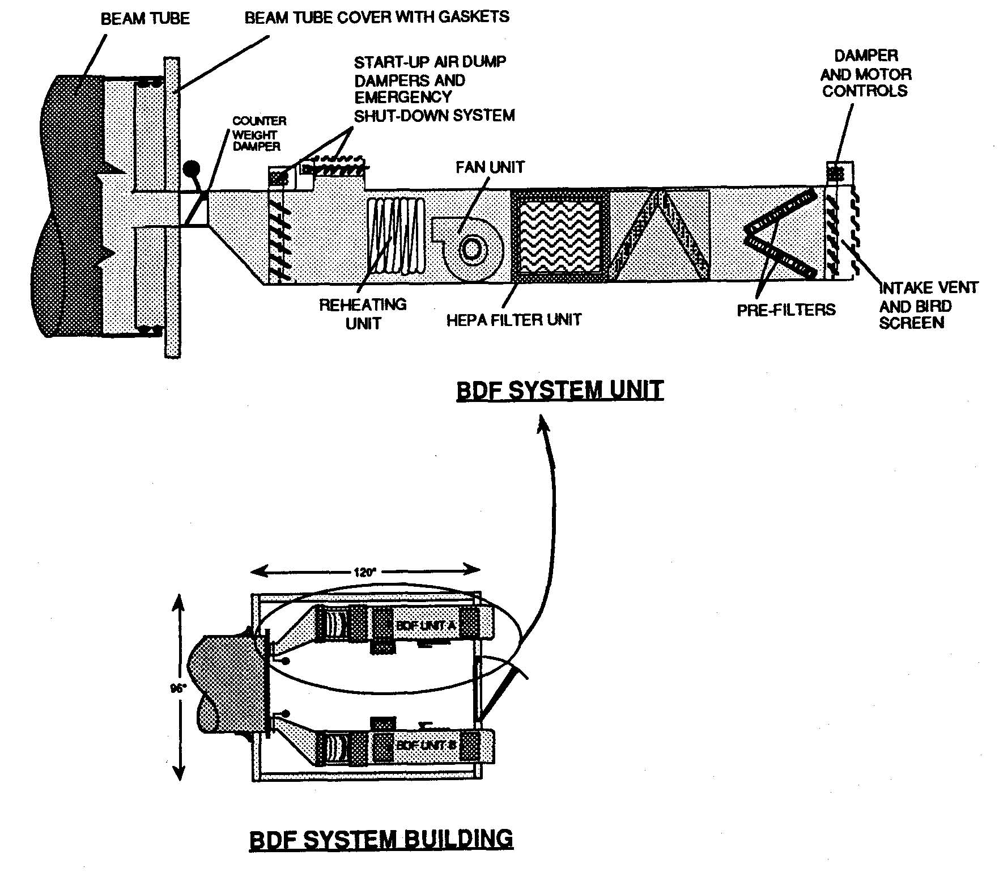 BEAM TUBE
BEAM TUBE COVER WITH GASKETS
START-UP AIR DUMP
DAMPERS AND
EMERGENCY
SHUT-DOWN SYSTEM
DAMPER
AND MOTOR
CONTROLS
COUNTER
WEIGHT
DAMPER
FAN UNIT
REHEATING
UNIT
HEPA FILTER UNIT
PRE-FILTERS
INTAKE VENT
AND BIRD
SCREEN
BDF SYSTEM UNIT
120"
BDF UNIT A
96"
BDF UNIT B
BDF SYSTEM BUILDING